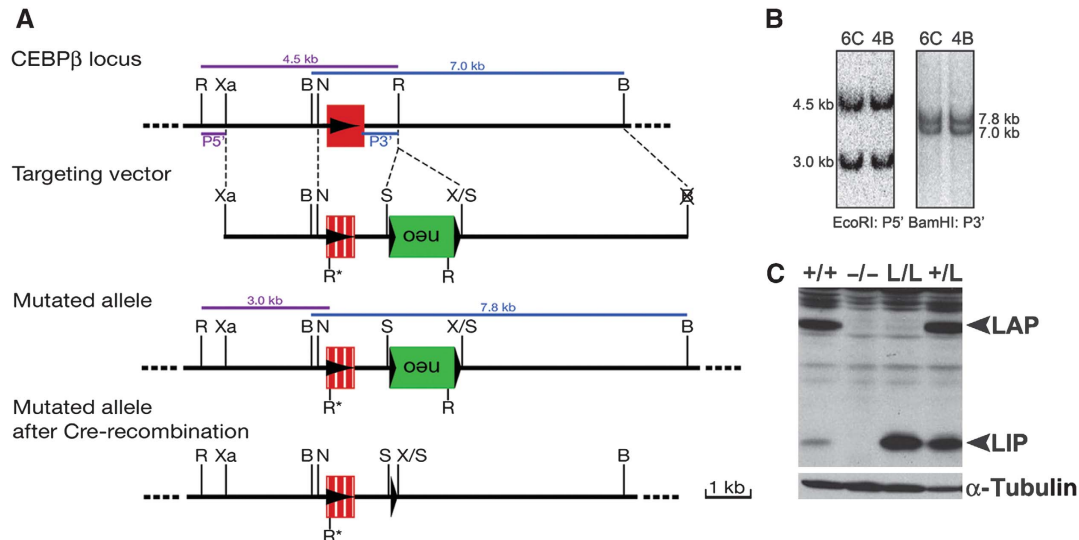 A
CEBPβ locus
4.5 kb
7.0 kb
R Xa B N R B
P5' P3'
Targeting vector
Xa B N S X/S B
neo
R* R
Mutated allele
3.0 kb
7.8 kb
R Xa B N S X/S B
neo
R* R
Mutated allele
after Cre-recombination
R Xa B N S X/S B
R*
1 kb
B
6C 4B 6C 4B
4.5 kb
3.0 kb
7.8 kb
7.0 kb
EcoRI: P5' BamHI: P3'
C
+/+ −/− L/L +/L
LAP
LIP
α-Tubulin